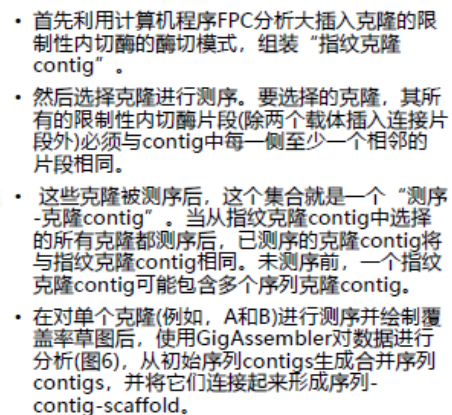 • 首先利用计算机程序FPC分析大插入克隆的限
制性内切酶的酶切模式，组装“指纹克隆
contig”。
• 然后选择克隆进行测序。要选择的克隆，其所
有的限制性内切酶片段(除两个载体插入连接片
段外)必须与contig中每一侧至少一个相邻的
片段相同。
• 这些克隆被测序后，这个集合就是一个“测序
-克隆contig”。当从指纹克隆contig中选择
的所有克隆都测序后，已测序的克隆contig将
与指纹克隆contig相同。未测序前，一个指纹
克隆contig可能包含多个序列克隆contig。
• 在对单个克隆(例如，A和B)进行测序并绘制覆
盖率草图后，使用GigAssembler对数据进行
分析(图6)，从初始序列contigs生成合并序列
contigs，并将它们连接起来形成序列-
contig-scaffold。